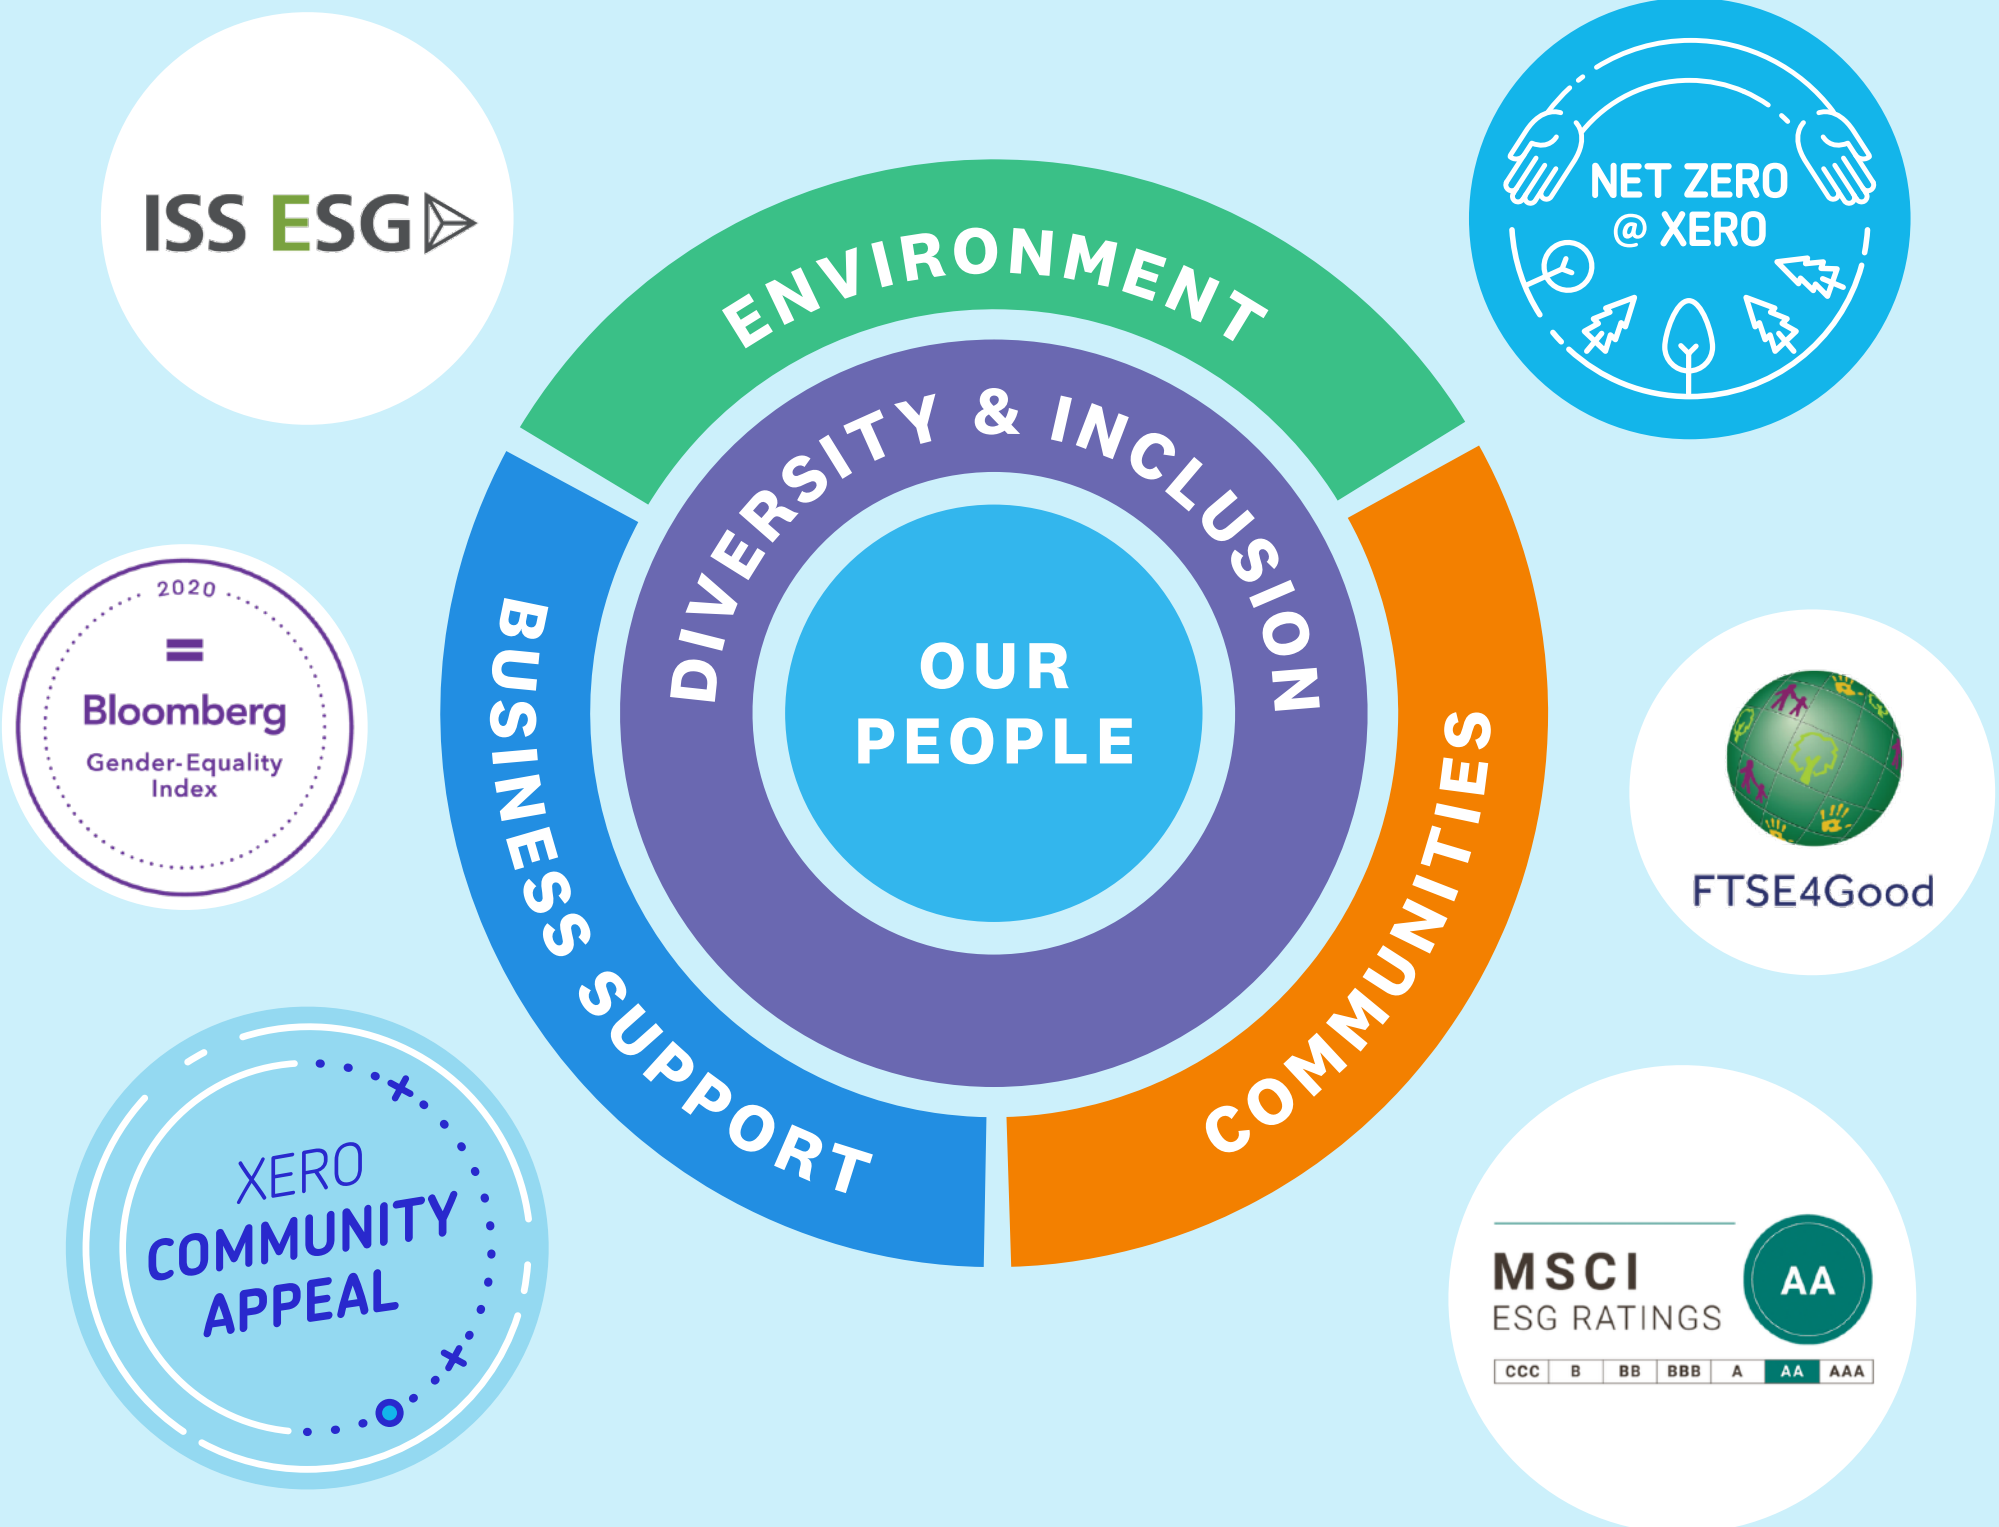 ISS ESG
NET ZERO
@ XERO
ENVIRONMENT
DIVERSITY & INCLUSION
OUR
PEOPLE
BUSINESS SUPPORT
COMMUNITIES
2020
=
Bloomberg
Gender-Equality
Index
FTSE4Good
XERO
COMMUNITY
APPEAL
MSCI
ESG RATINGS
AA
CCC B BB BBB A AA AAA